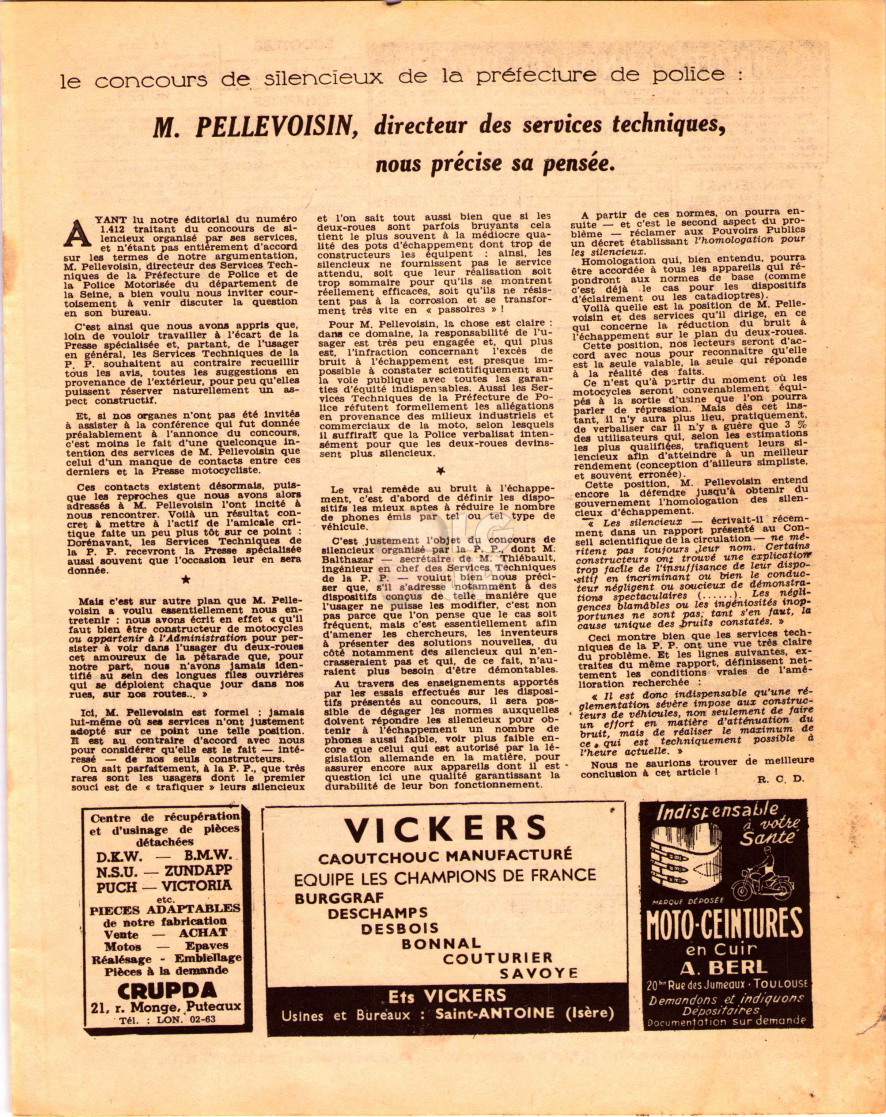 le concours de silencieux de la préfecture de police :
M. PELLEVOISIN, directeur des services techniques,
nous précise sa pensée.
AYANT lu notre éditorial du numéro
1.412 traitant du concours de si-
lencieux organisé par ses services,
et n'étant pas entièrement d'accord
sur les termes de notre argumentation,
M. Pellevoisin, directeur des Services Tech-
niques de la Préfecture de Police et de
la Police Motorisée du département de
la Seine, a bien voulu nous inviter cour-
toisement à venir discuter la question
en son bureau.
C'est ainsi que nous avons appris que,
loin de vouloir travailler à l'écart de la
Presse spécialisée et, partant, de l'usager
en général, les Services Techniques de la
P. P. souhaitent au contraire recueillir
tous les avis, toutes les suggestions en
provenance de l'extérieur, pour peu qu'elles
puissent réserver naturellement un as-
pect constructif.
Et, si nos organes n'ont pas été invités
à assister à la conférence qui fut donnée
préalablement à l'annonce du concours,
c'est moins le fait d'une quelconque in-
tention des services de M. Pellevoisin que
celui d'un manque de contacts entre ces
derniers et la Presse motocycliste.
Ces contacts existent désormais, puis-
que les reproches que nous avons alors
adressés à M. Pellevoisin l'ont incité à
nous rencontrer. Voilà un résultat con-
cret à mettre à l'actif de l'amicale cri-
tique faite un peu plus tôt sur ce point :
Dorénavant, les Services Techniques de
la P. P. recevront la Presse spécialisée
aussi souvent que l'occasion leur en sera
donnée.
★
Mais c'est sur autre plan que M. Pelle-
voisin a voulu essentiellement nous en-
tretenir : nous avons écrit en effet « qu'il
faut bien être constructeur de motocycles
ou appartenir à l'Administration pour per-
sister à voir dans l'usager du deux-roues
cet amoureux de la pétarade que, pour
notre part, nous n'avons jamais iden-
tifié au sein des longues files ouvrières
qui se déploient chaque jour dans nos
rues, sur nos routes... »
Ici, M. Pellevoisin est formel : jamais
lui-même où ses services n'ont justement
adopté sur ce point une telle position.
Il est au contraire d'accord avec nous
pour considérer qu'elle est le fait — inté-
ressé — de nos seuls constructeurs.
On sait parfaitement, à la P. P., que très
rares sont les usagers dont le premier
souci est de « trafiquer » leurs silencieux
et l'on sait tout aussi bien que si les
deux-roues sont parfois bruyants cela
tient le plus souvent à la médiocre qua-
lité des pots d'échappement dont trop de
constructeurs les équipent : ainsi, les
silencieux ne fournissent pas le service
attendu, soit que leur réalisation soit
trop sommaire pour qu'ils se montrent
réellement efficaces, soit qu'ils ne résis-
tent pas à la corrosion et se transfor-
ment très vite en « passoires » !
Pour M. Pellevoisin, la chose est claire :
dans ce domaine, la responsabilité de l'u-
sager est très peu engagée et, qui plus
est, l'infraction concernant l'excès de
bruit à l'échappement est presque im-
possible à constater scientifiquement sur
la voie publique avec toutes les garan-
ties d'équité indispensables. Aussi les Ser-
vices Techniques de la Préfecture de Po-
lice réfutent formellement les allégations
en provenance des milieux industriels et
commerciaux de la moto, selon lesquels
il suffiraft que la Police verbalisat inten-
sément pour que les deux-roues devins-
sent plus silencieux.
★
Le vrai remède au bruit à l'échappe-
ment, c'est d'abord de définir les dispo-
sitifs les mieux aptes à réduire le nombre
de phones émis par tel ou tel type de
véhicule.
C'est justement l'objet du concours de
silencieux organisé par la P. P., dont M.
Balthazar — secrétaire de M. Thiébault,
ingénieur en chef des Services Techniques
de la P. P. — voulut bien nous préci-
ser que, s'il s'adresse notamment à des
dispositifs conçus de telle manière que
l'usager ne puisse les modifier, c'est non
pas parce que l'on pense que le cas soit
fréquent, mais c'est essentiellement afin
d'amener les chercheurs, les inventeurs
à présenter des solutions nouvelles, du
côté notamment des silencieux qui n'en-
crasseraient pas et qui, de ce fait, n'au-
raient plus besoin d'être démontables.
Au travers des enseignements apportés
par les essais effectués sur les disposi-
tifs présentés au concours, il sera pos-
sible de dégager les normes auxquelles
doivent répondre les silencieux pour ob-
tenir à l'échappement un nombre de
phones aussi faible, voir plus faible en-
core que celui qui est autorisé par la lé-
gislation allemande en la matière, pour
assurer encore aux appareils dont il est
question ici une qualité garantissant la
durabilité de leur bon fonctionnement.
A partir de ces normes, on pourra en-
suite — et c'est le second aspect du pro-
blème — réclamer aux Pouvoirs Publics
un décret établissant l'homologation pour
les silencieux.
Homologation qui, bien entendu, pourra
être accordée à tous les appareils qui ré-
pondront aux normes de base (comme
c'est déjà le cas pour les dispositifs
d'éclairement ou les catadioptres).
Voilà quelle est la position de M. Pelle-
voisin et des services qu'il dirige, en ce
qui concerne la réduction du bruit à
l'échappement sur le plan du deux-roues.
Cette position, nos lecteurs seront d'ac-
cord avec nous pour reconnaître qu'elle
est la seule valable, la seule qui réponde
à la réalité des faits.
Ce n'est qu'à partir du moment où les
motocycles seront convenablement équi-
pés à la sortie d'usine que l'on pourra
parler de répression. Mais dès cet ins-
tant, il n'y aura plus lieu, pratiquement,
de verbaliser car il n'y a guère que 3 %
des utilisateurs qui, selon les estimations
les plus qualifiées, trafiquent leurs si-
lencieux afin d'atteindre à un meilleur
rendement (conception d'ailleurs simpliste,
et souvent erronée).
Cette position, M. Pellevoisin entend
encore la défendre jusqu'à obtenir du
gouvernement l'homologation des silen-
cieux d'échappement.
« Les silencieux — écrivait-il récem-
ment dans un rapport présenté au Con-
seil scientifique de la circulation — ne mé-
ritent pas toujours leur nom. Certains
constructeurs ont trouvé une explication
trop facile de l'insuffisance de leur dispo-
sitif en incriminant ou bien le conduc-
teur négligent ou soucieux de démonstra-
tions spectaculaires (......). Les négli-
gences blamâbles ou les ingéniosités inop-
portunes ne sont pas, tant s'en faut, la
cause unique des bruits constatés. »
Ceci montre bien que les services tech-
niques de la P. P. ont une vue très claire
du problème. Et les lignes suivantes, ex-
traites du même rapport, définissent net-
tement les conditions vraies de l'amé-
lioration recherchée :
« Il est donc indispensable qu'une ré-
glementation sévère impose aux construc-
teurs de véhicules, non seulement de faire
un effort en matière d'atténuation du
bruit, mais de réaliser le maximum de
ce qui est techniquement possible à
l'heure actuelle. »
Nous ne saurions trouver de meilleure
conclusion à cet article !
R. C. D.
Centre de récupération
et d'usinage de pièces
détachées
D.K.W. — B.M.W.
N.S.U. — ZUNDAPP
PUCH — VICTORIA
etc.
PIECES ADAPTABLES
de notre fabrication
Vente — ACHAT
Motos — Epaves
Réalésage - Embiellage
Pièces à la demande
CRUPDA
21, r. Monge, Puteaux
Tél. : LON. 02-63
VICKERS
CAOUTCHOUC MANUFACTURÉ
EQUIPE LES CHAMPIONS DE FRANCE
BURGGRAF
DESCHAMPS
DESBOIS
BONNAL
COUTURIER
SAVOYE
Ets VICKERS
Usines et Bureaux : Saint-ANTOINE (Isère)
Indispensable
à votre
Santé
MARQUE DÉPOSÉE
MOTO-CEINTURES
en Cuir
A. BERL
20 bis Rue des Jumeaux - TOULOUSE
Demandons et indiquons
Dépositaires
Documentation sur demande